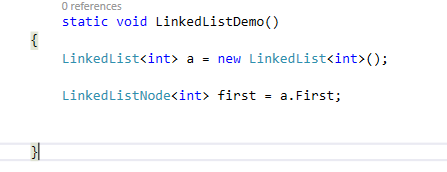 0 references
static void LinkedListDemo()
{
LinkedList<int> a = new LinkedList<int>();
LinkedListNode<int> first = a.First;
}